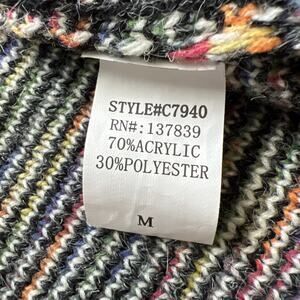 STYLE#C7940
RN#: 137839
70%ACRYLIC
30%POLYESTER
M